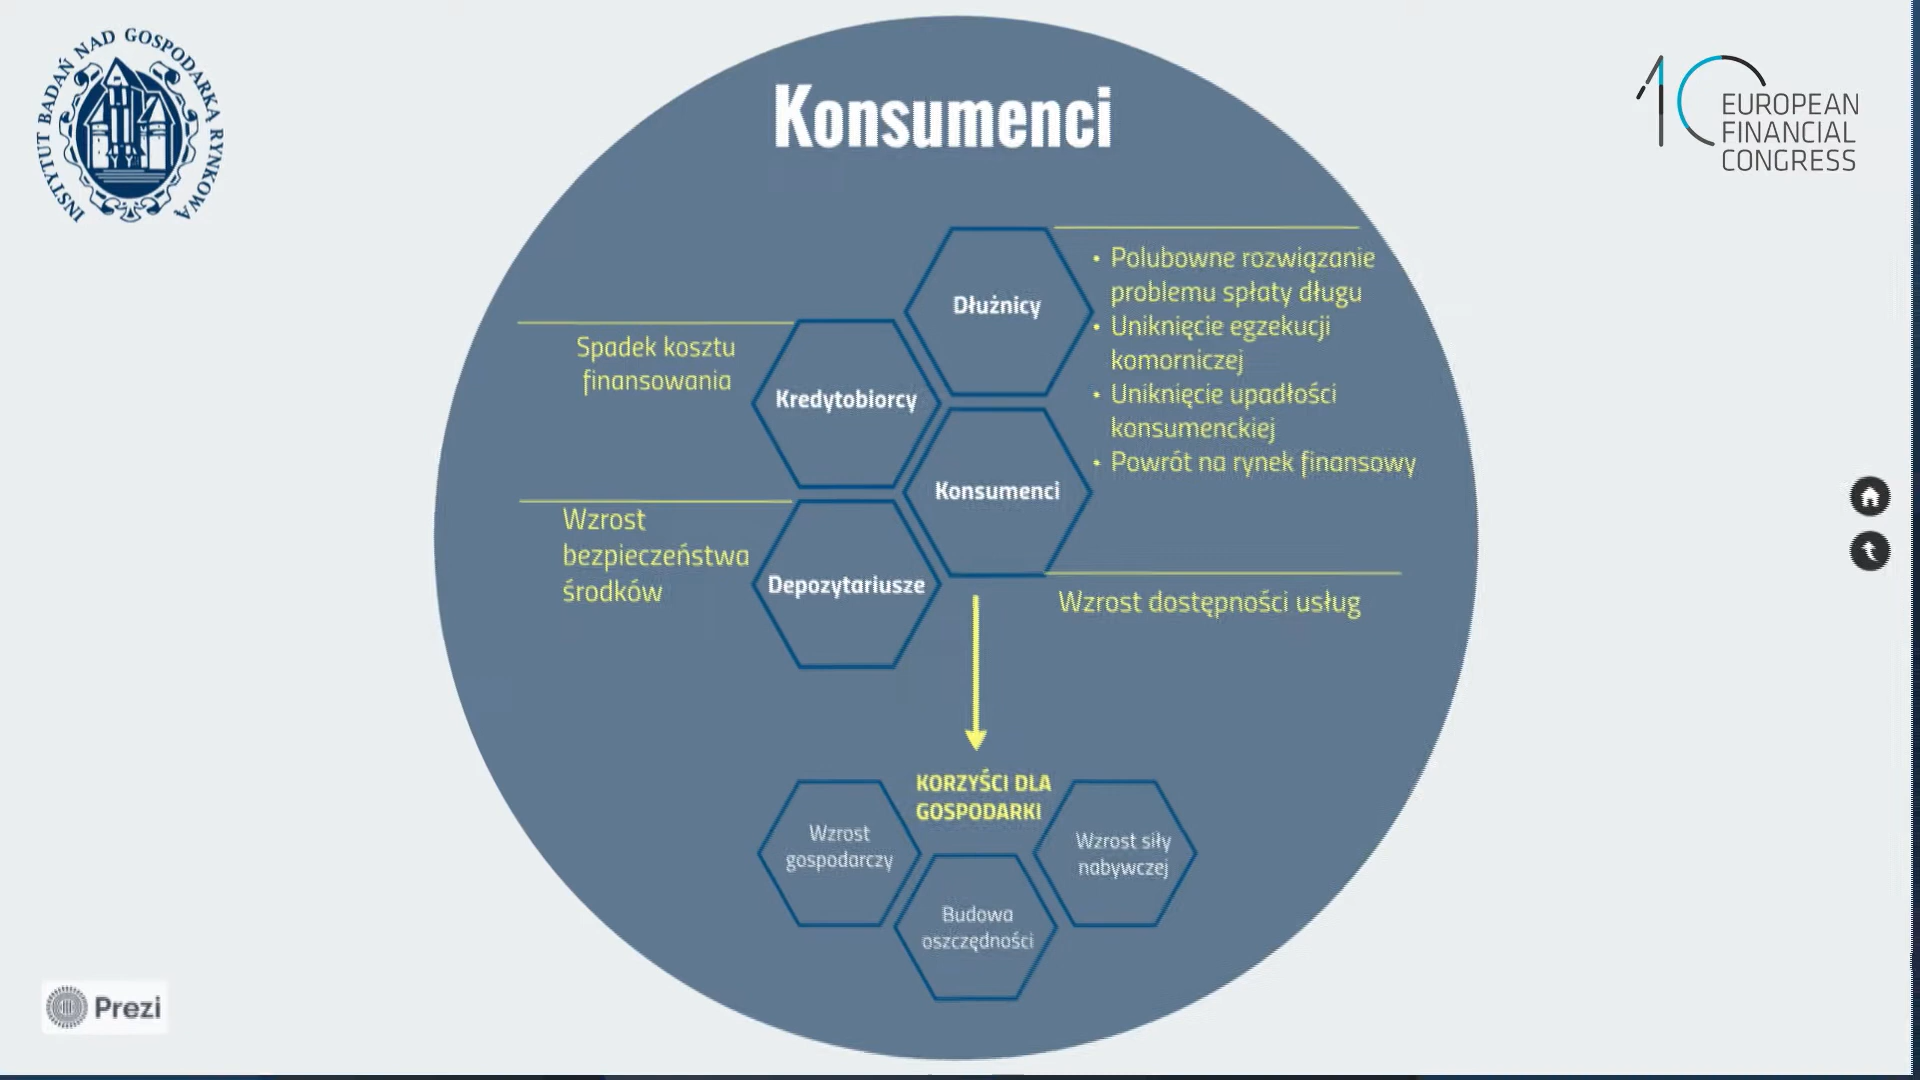 INSTYTUT BADAŃ NAD GOSPODARKĄ RYNKOWĄ
10
EUROPEAN
FINANCIAL
CONGRESS
Konsumenci
Dłużnicy
• Polubowne rozwiązanie
problemu spłaty długu
• Uniknięcie egzekucji
komorniczej
• Uniknięcie upadłości
konsumenckiej
• Powrót na rynek finansowy
Spadek kosztu
finansowania
Kredytobiorcy
Konsumenci
Wzrost
bezpieczeństwa
środków
Depozytariusze
Wzrost dostępności usług
KORZYŚCI DLA
GOSPODARKI
Wzrost
gospodarczy
Wzrost siły
nabywczej
Budowa
oszczędności
Prezi